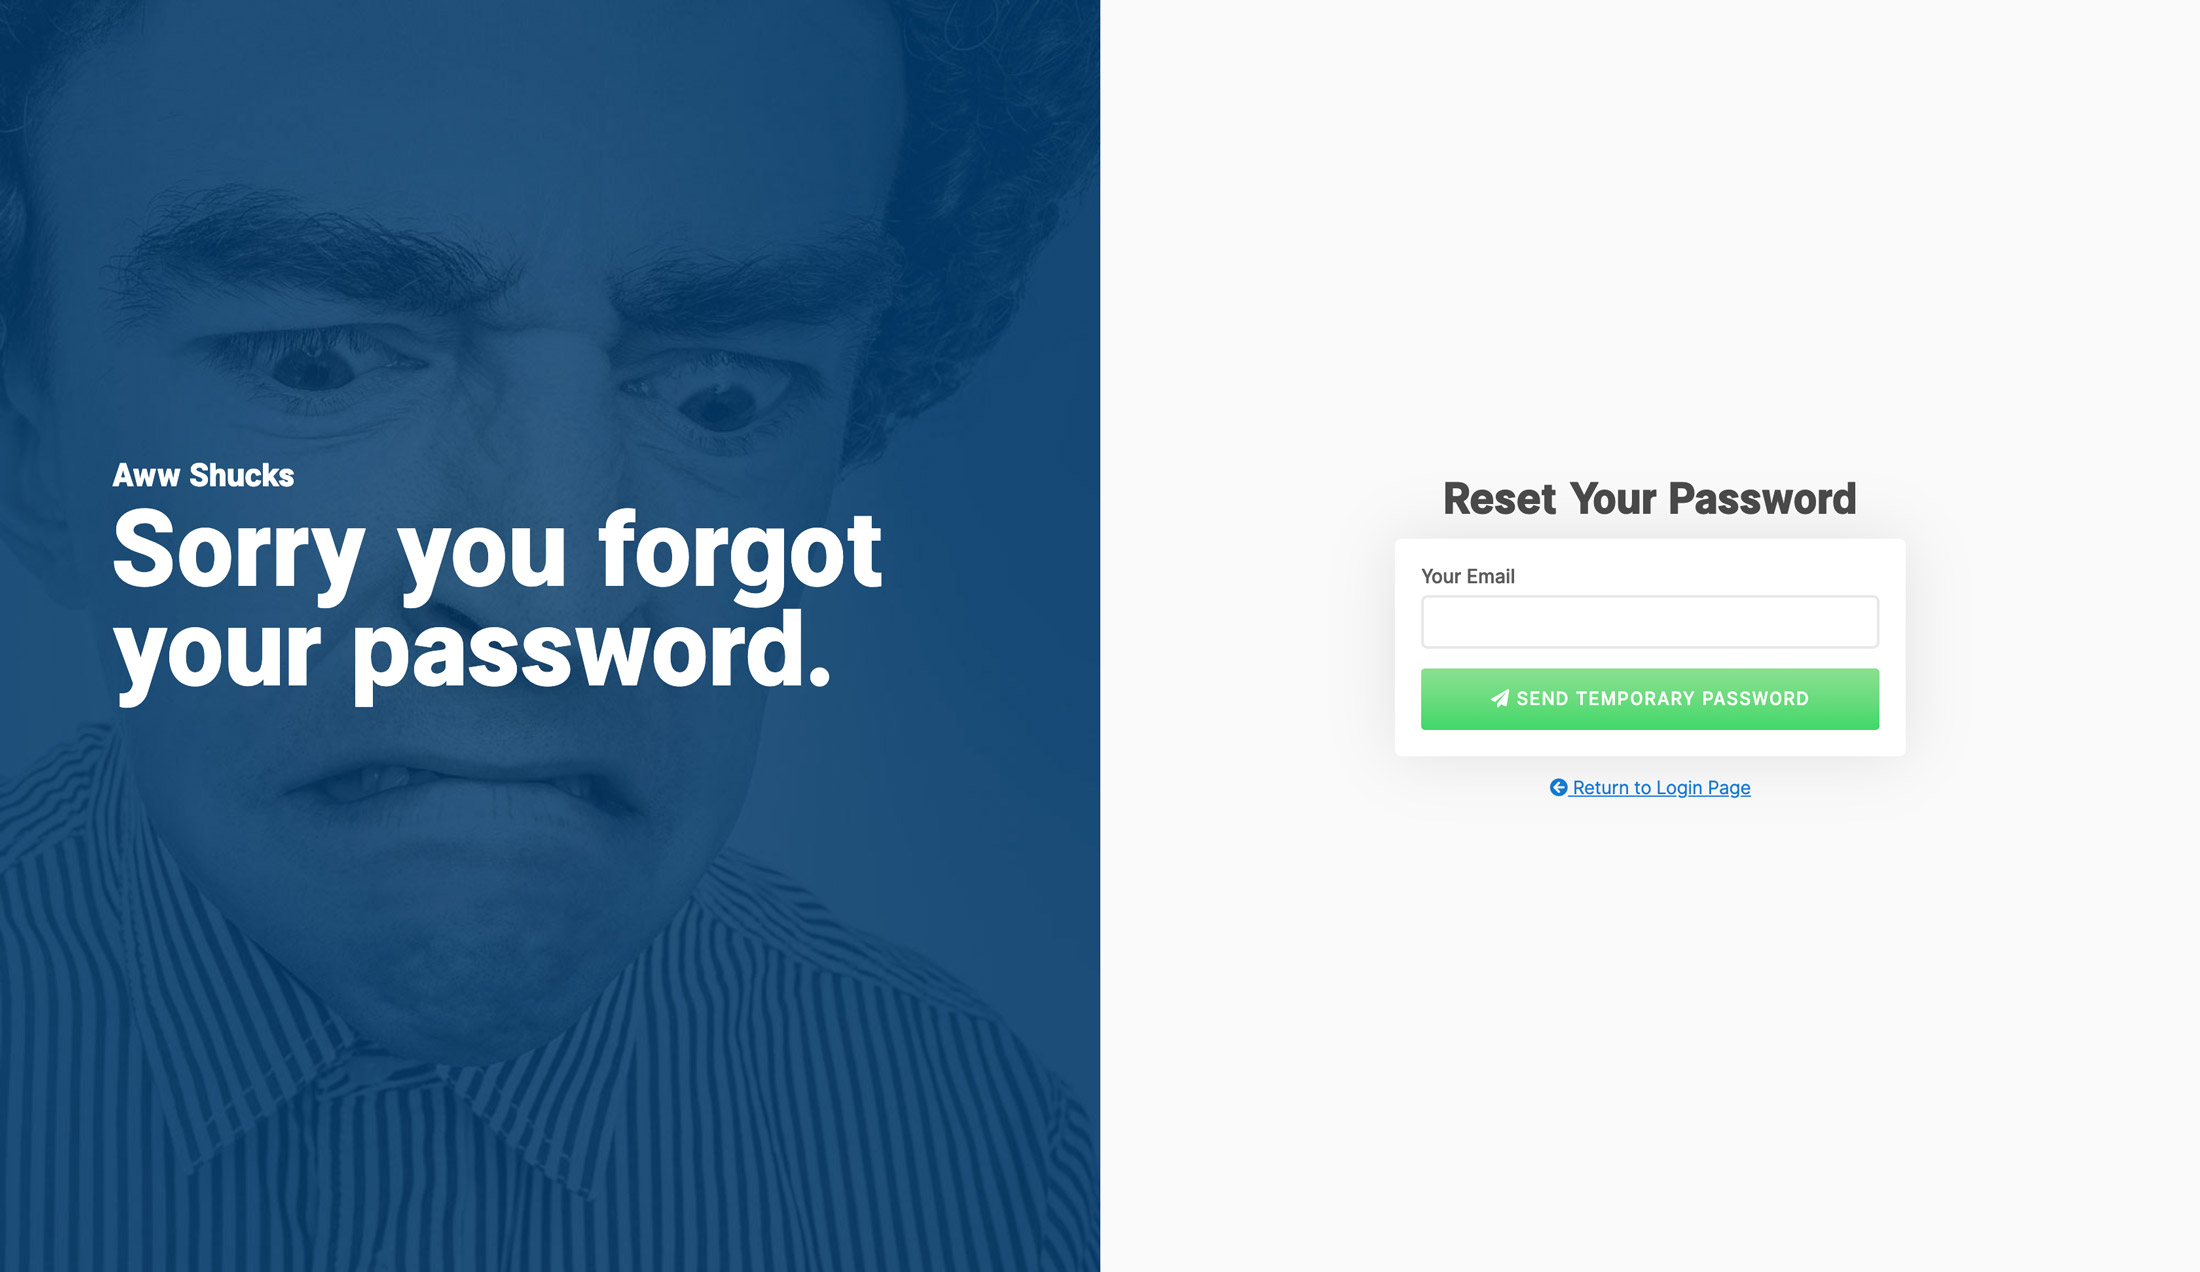 Aww Shucks
Sorry you forgot
your password.
Reset Your Password
Your Email
SEND TEMPORARY PASSWORD
Return to Login Page